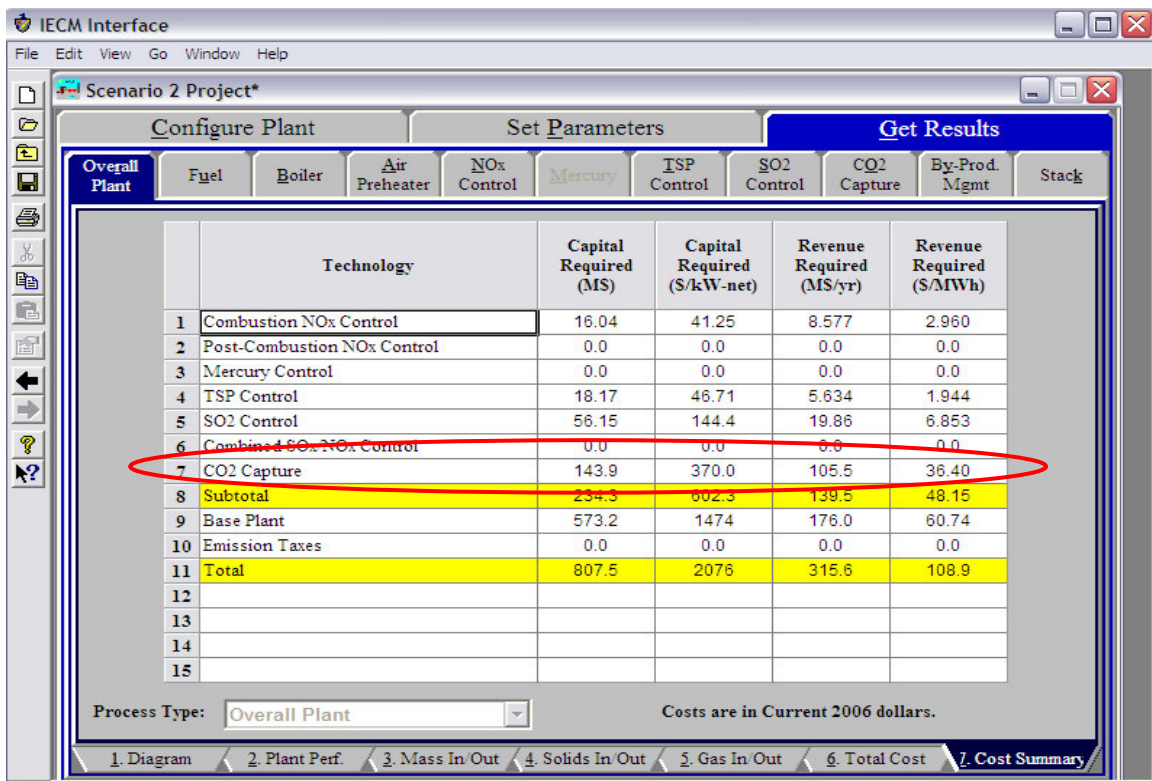 IECM Interface
File Edit View Go Window Help
Scenario 2 Project*
Configure Plant Set Parameters Get Results
Overall Plant Fuel Boiler Air Preheater NOx Control Mercury TSP Control SO2 Control CO2 Capture By-Prod. Mgmt Stack
Technology Capital Required (M$) Capital Required ($/kW-net) Revenue Required (M$/yr) Revenue Required ($/MWh)
1 Combustion NOx Control 16.04 41.25 8.577 2.960
2 Post-Combustion NOx Control 0.0 0.0 0.0 0.0
3 Mercury Control 0.0 0.0 0.0 0.0
4 TSP Control 18.17 46.71 5.634 1.944
5 SO2 Control 56.15 144.4 19.86 6.853
6 Combined SOx NOx Control 0.0 0.0 0.0 0.0
7 CO2 Capture 143.9 370.0 105.5 36.40
8 Subtotal 234.3 602.3 139.5 48.15
9 Base Plant 573.2 1474 176.0 60.74
10 Emission Taxes 0.0 0.0 0.0 0.0
11 Total 807.5 2076 315.6 108.9
12
13
14
15
Process Type: Overall Plant Costs are in Current 2006 dollars.
1. Diagram 2. Plant Perf. 3. Mass In/Out 4. Solids In/Out 5. Gas In/Out 6. Total Cost 7. Cost Summary